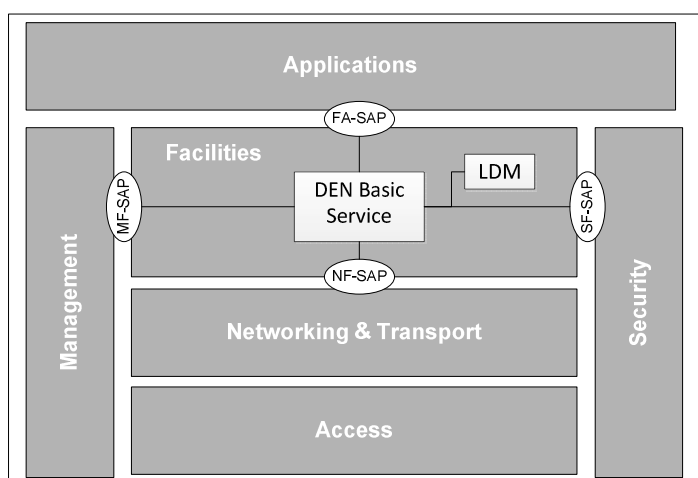 Applications
FA-SAP
Facilities
LDM
DEN Basic
Service
MF-SAP
SF-SAP
NF-SAP
Management
Security
Networking & Transport
Access